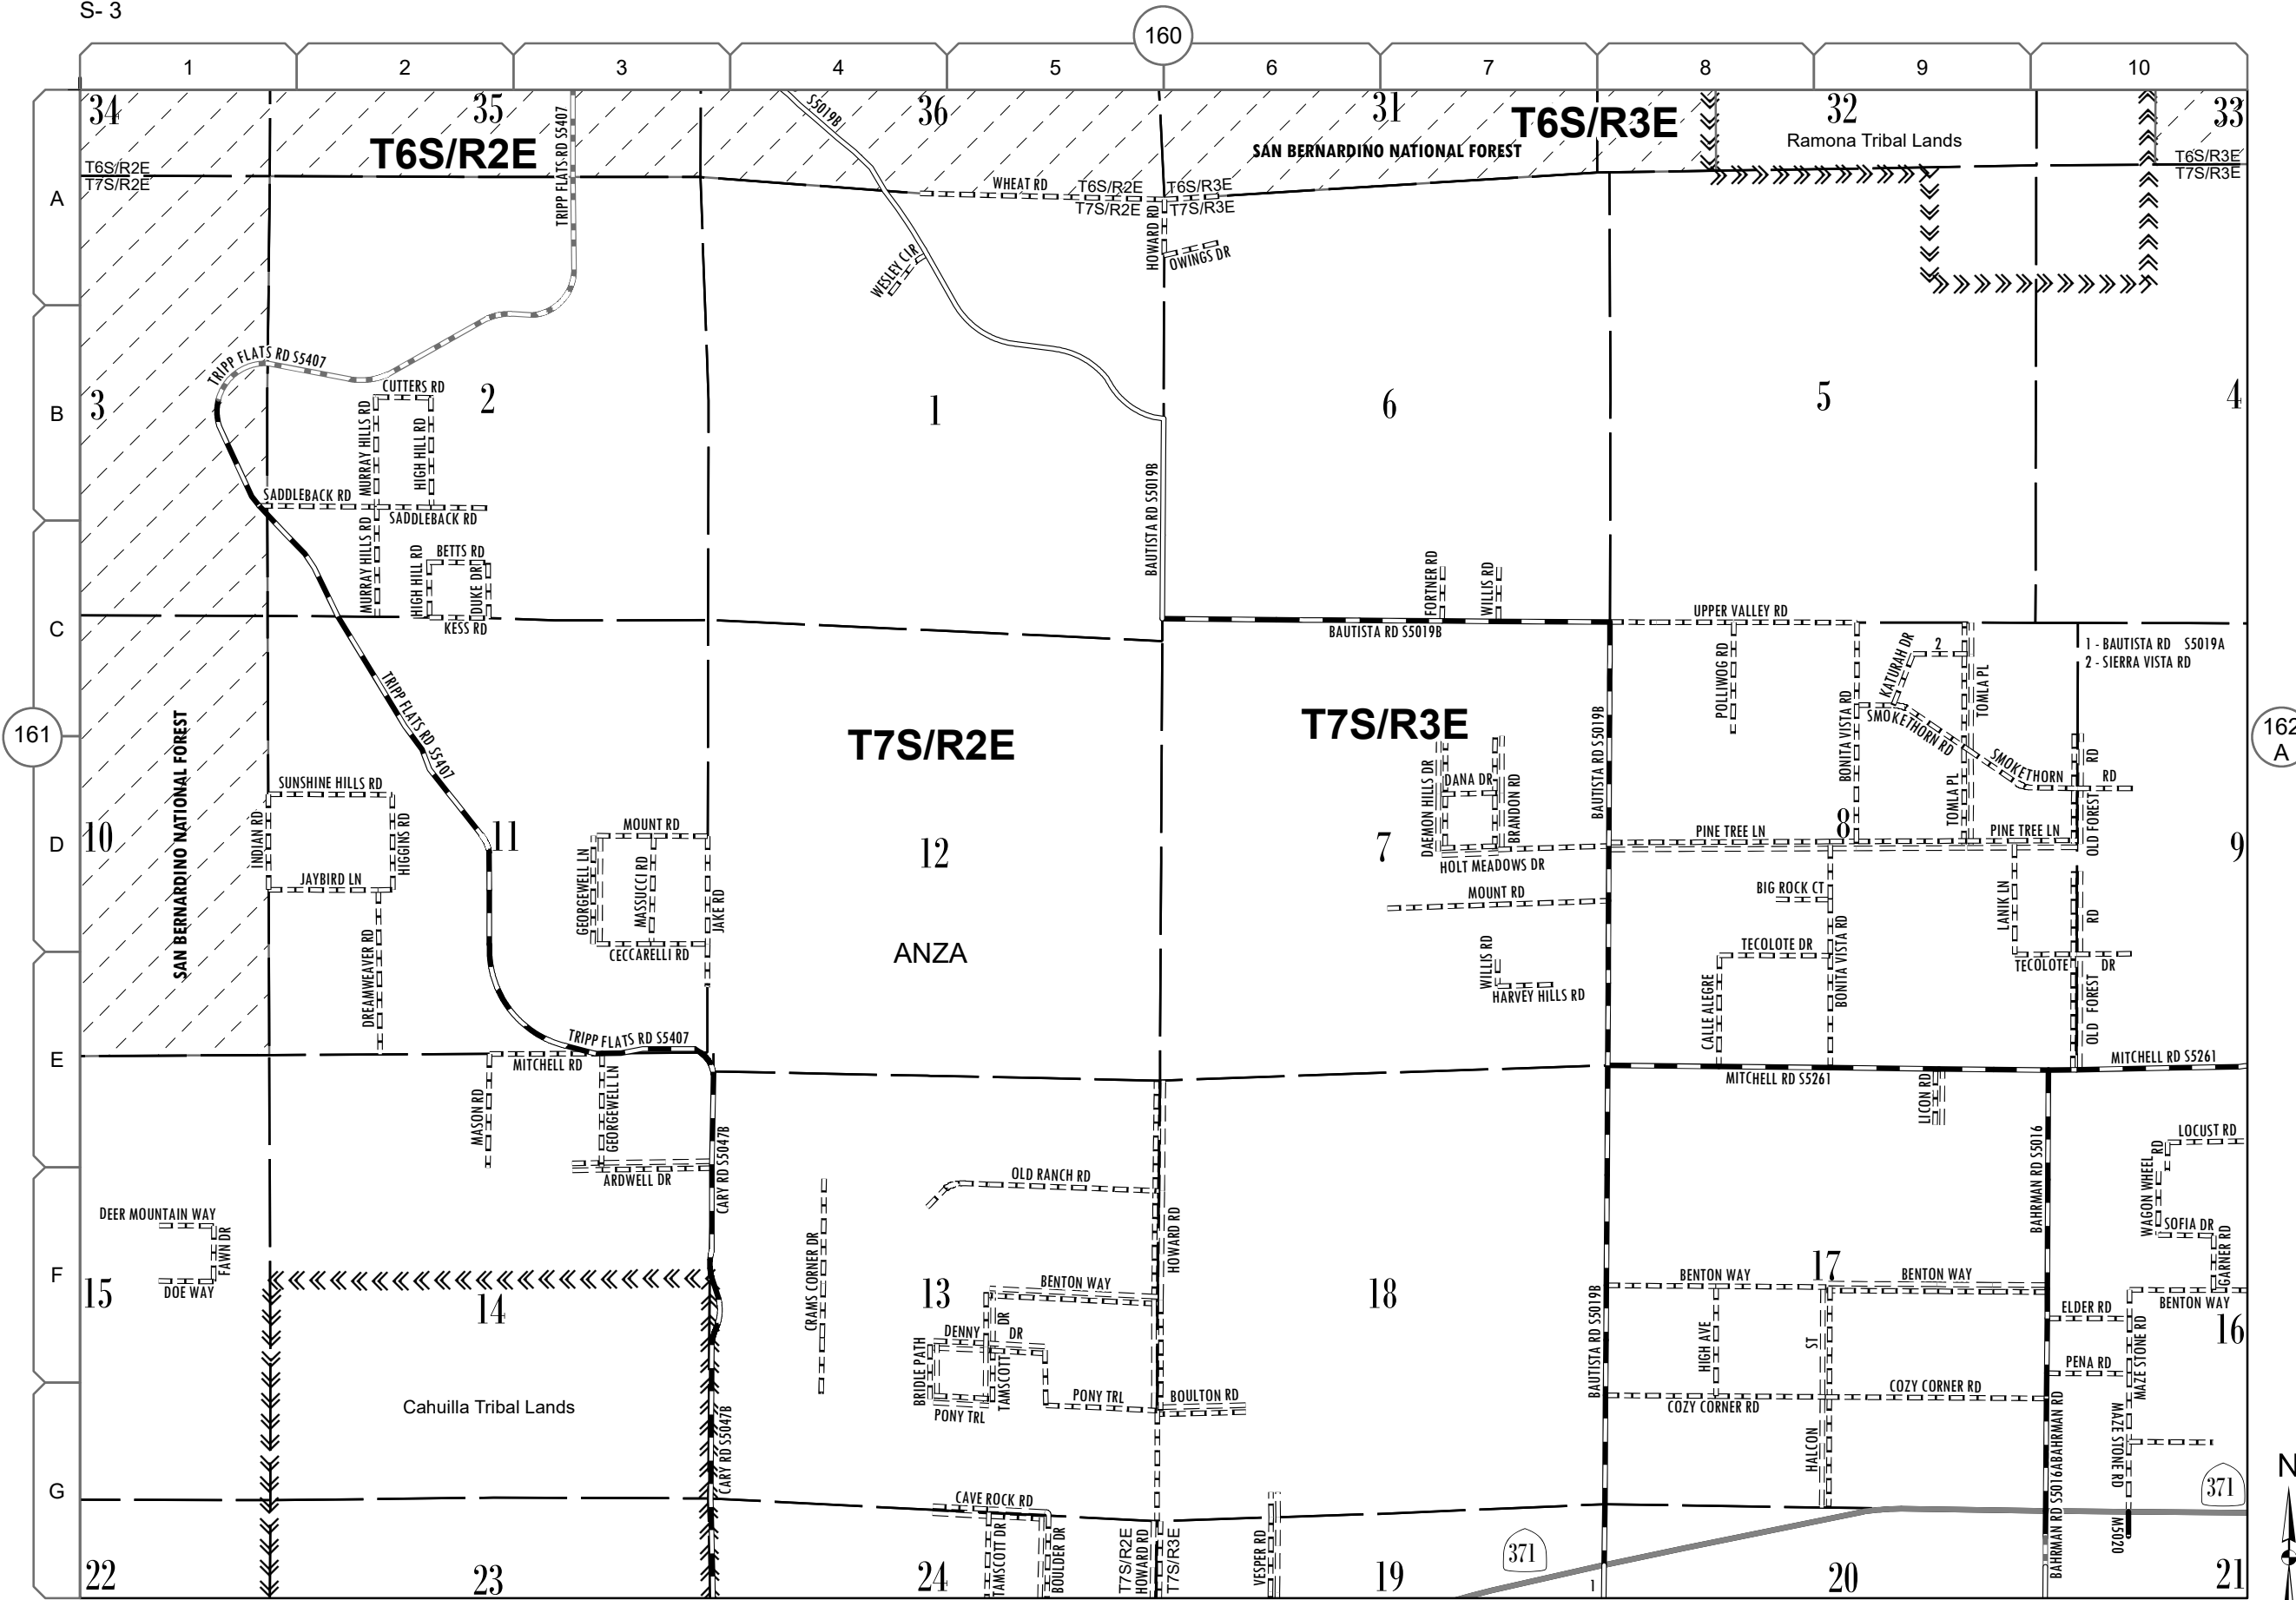 S- 3
160
1
2
3
4
5
6
7
8
9
10
34
35
36
31
32
33
T6S/R2E
T6S/R3E
TRIPP FLATS RD S5407
S5019B
SAN BERNARDINO NATIONAL FOREST
Ramona Tribal Lands
T6S/R2E
T7S/R2E
T6S/R3E
T7S/R3E
A
WHEAT RD
T6S/R2E
T7S/R2E
T6S/R3E
T7S/R3E
HOWARD RD
OWINGS DR
WESLEY CIR
B
TRIPP FLATS RD S5407
CUTTERS RD
3
2
1
6
5
4
MURRAY HILLS RD
HIGH HILL RD
SADDLEBACK RD
SADDLEBACK RD
BAUTISTA RD S5019B
MURRAY HILLS RD
HIGH HILL RD
BETTS RD
DUKE DR
KESS RD
FORTNER RD
WILLIS RD
C
BAUTISTA RD S5019B
UPPER VALLEY RD
1 - BAUTISTA RD S5019A
2 - SIERRA VISTA RD
POLLIWOG RD
KATURAH DR
2
TOMLA PL
SMOKETHORN RD
BONITA VISTA RD
TRIPP FLATS RD S5407
161
162
A
SAN BERNARDINO NATIONAL FOREST
T7S/R2E
T7S/R3E
BAUTISTA RD S5019B
SMOKETHORN
RD
RD
OLD FOREST
TOMLA PL
SUNSHINE HILLS RD
INDIAN RD
HIGGINS RD
JAYBIRD LN
DAEMON HILLS DR
DANA DR
BRANDON RD
D
10
11
12
7
8
9
MOUNT RD
GEORGEWELL LN
MASSUCCI RD
JAKE RD
CECCARELLI RD
HOLT MEADOWS DR
MOUNT RD
PINE TREE LN
PINE TREE LN
BIG ROCK CT
LANIK LN
RD
DREAMWEAVER RD
ANZA
WILLIS RD
HARVEY HILLS RD
TECOLOTE DR
CALLE ALEGRE
BONITA VISTA RD
TECOLOTE
DR
OLD FOREST
TRIPP FLATS RD S5407
E
MITCHELL RD
MITCHELL RD S5261
MITCHELL RD S5261
MASON RD
GEORGEWELL LN
ARDWELL DR
CARY RD S5047B
LICON RD
BAHRMAN RD S5016
LOCUST RD
WAGON WHEEL
RD
OLD RANCH RD
HOWARD RD
DEER MOUNTAIN WAY
FAWN DR
DOE WAY
CRAMS CORNER DR
SOFIA DR
GARNER RD
F
15
14
13
18
17
16
BENTON WAY
BENTON WAY
BENTON WAY
BENTON WAY
BAUTISTA RD S5019B
DENNY
DR
DR
TAMSCOTT
BRIDLE PATH
PONY TRL
PONY TRL
BOULTON RD
HIGH AVE
ST
HALCON
ELDER RD
PENA RD
MAZE STONE RD
COZY CORNER RD
COZY CORNER RD
Cahuilla Tribal Lands
CARY RD S5047B
BAHRMAN RD
BAHRMAN RD S5016A
MAZE STONE RD
M5020
N
G
371
371
CAVE ROCK RD
TAMSCOTT DR
BOULDER DR
T7S/R2E
HOWARD RD
T7S/R3E
VESPER RD
22
23
24
19
1
20
21